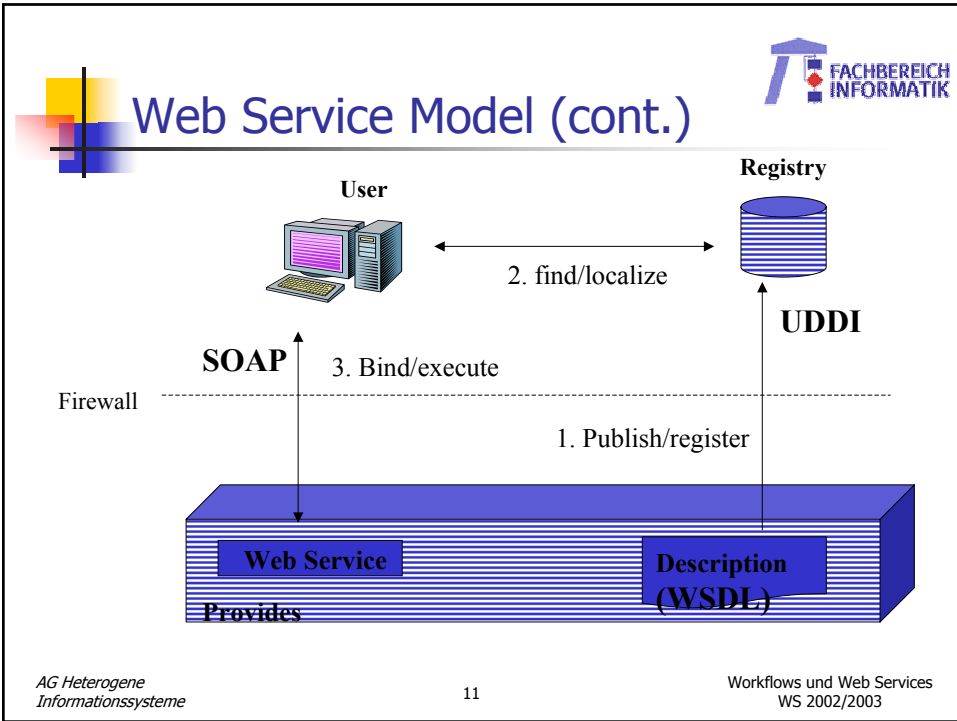 FACHBEREICH
INFORMATIK
Web Service Model (cont.)
User
Registry
2. find/localize
UDDI
SOAP
3. Bind/execute
Firewall
1. Publish/register
Web Service
Description
(WSDL)
Provides
AG Heterogene
Informationssysteme
11
Workflows und Web Services
WS 2002/2003